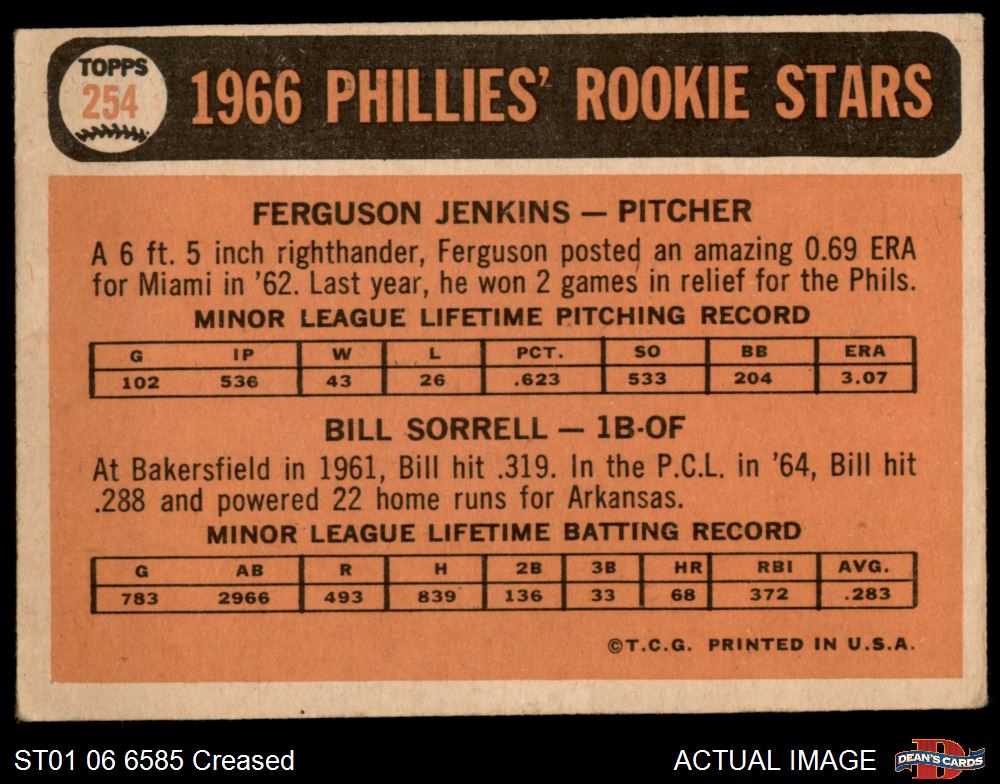 TOPPS
254
1966 PHILLIES' ROOKIE STARS
FERGUSON JENKINS — PITCHER
A 6 ft. 5 inch righthander, Ferguson posted an amazing 0.69 ERA
for Miami in '62. Last year, he won 2 games in relief for the Phils.
MINOR LEAGUE LIFETIME PITCHING RECORD
G IP W L PCT. SO BB ERA
102 536 43 26 .623 533 204 3.07
BILL SORRELL — 1B-OF
At Bakersfield in 1961, Bill hit .319. In the P.C.L. in '64, Bill hit
.288 and powered 22 home runs for Arkansas.
MINOR LEAGUE LIFETIME BATTING RECORD
G AB R H 2B 3B HR RBI AVG.
783 2966 493 839 136 33 68 372 .283
©T.C.G. PRINTED IN U.S.A.
ST01 06 6585 Creased
ACTUAL IMAGE
D
DEAN'S CARDS